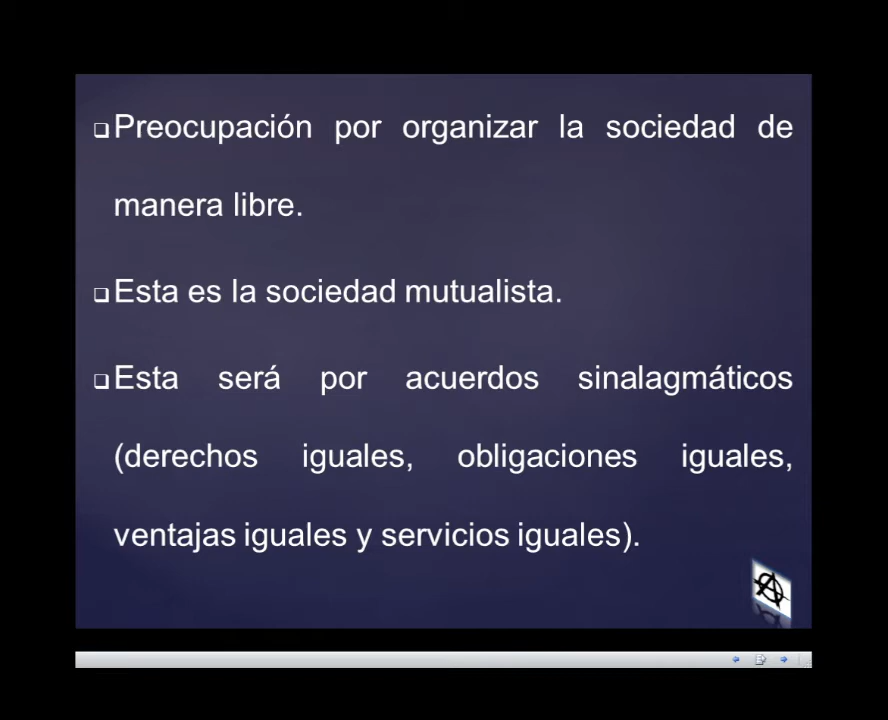 Preocupación por organizar la sociedad de
manera libre.
Esta es la sociedad mutualista.
Esta será por acuerdos sinalagmáticos
(derechos iguales, obligaciones iguales,
ventajas iguales y servicios iguales).